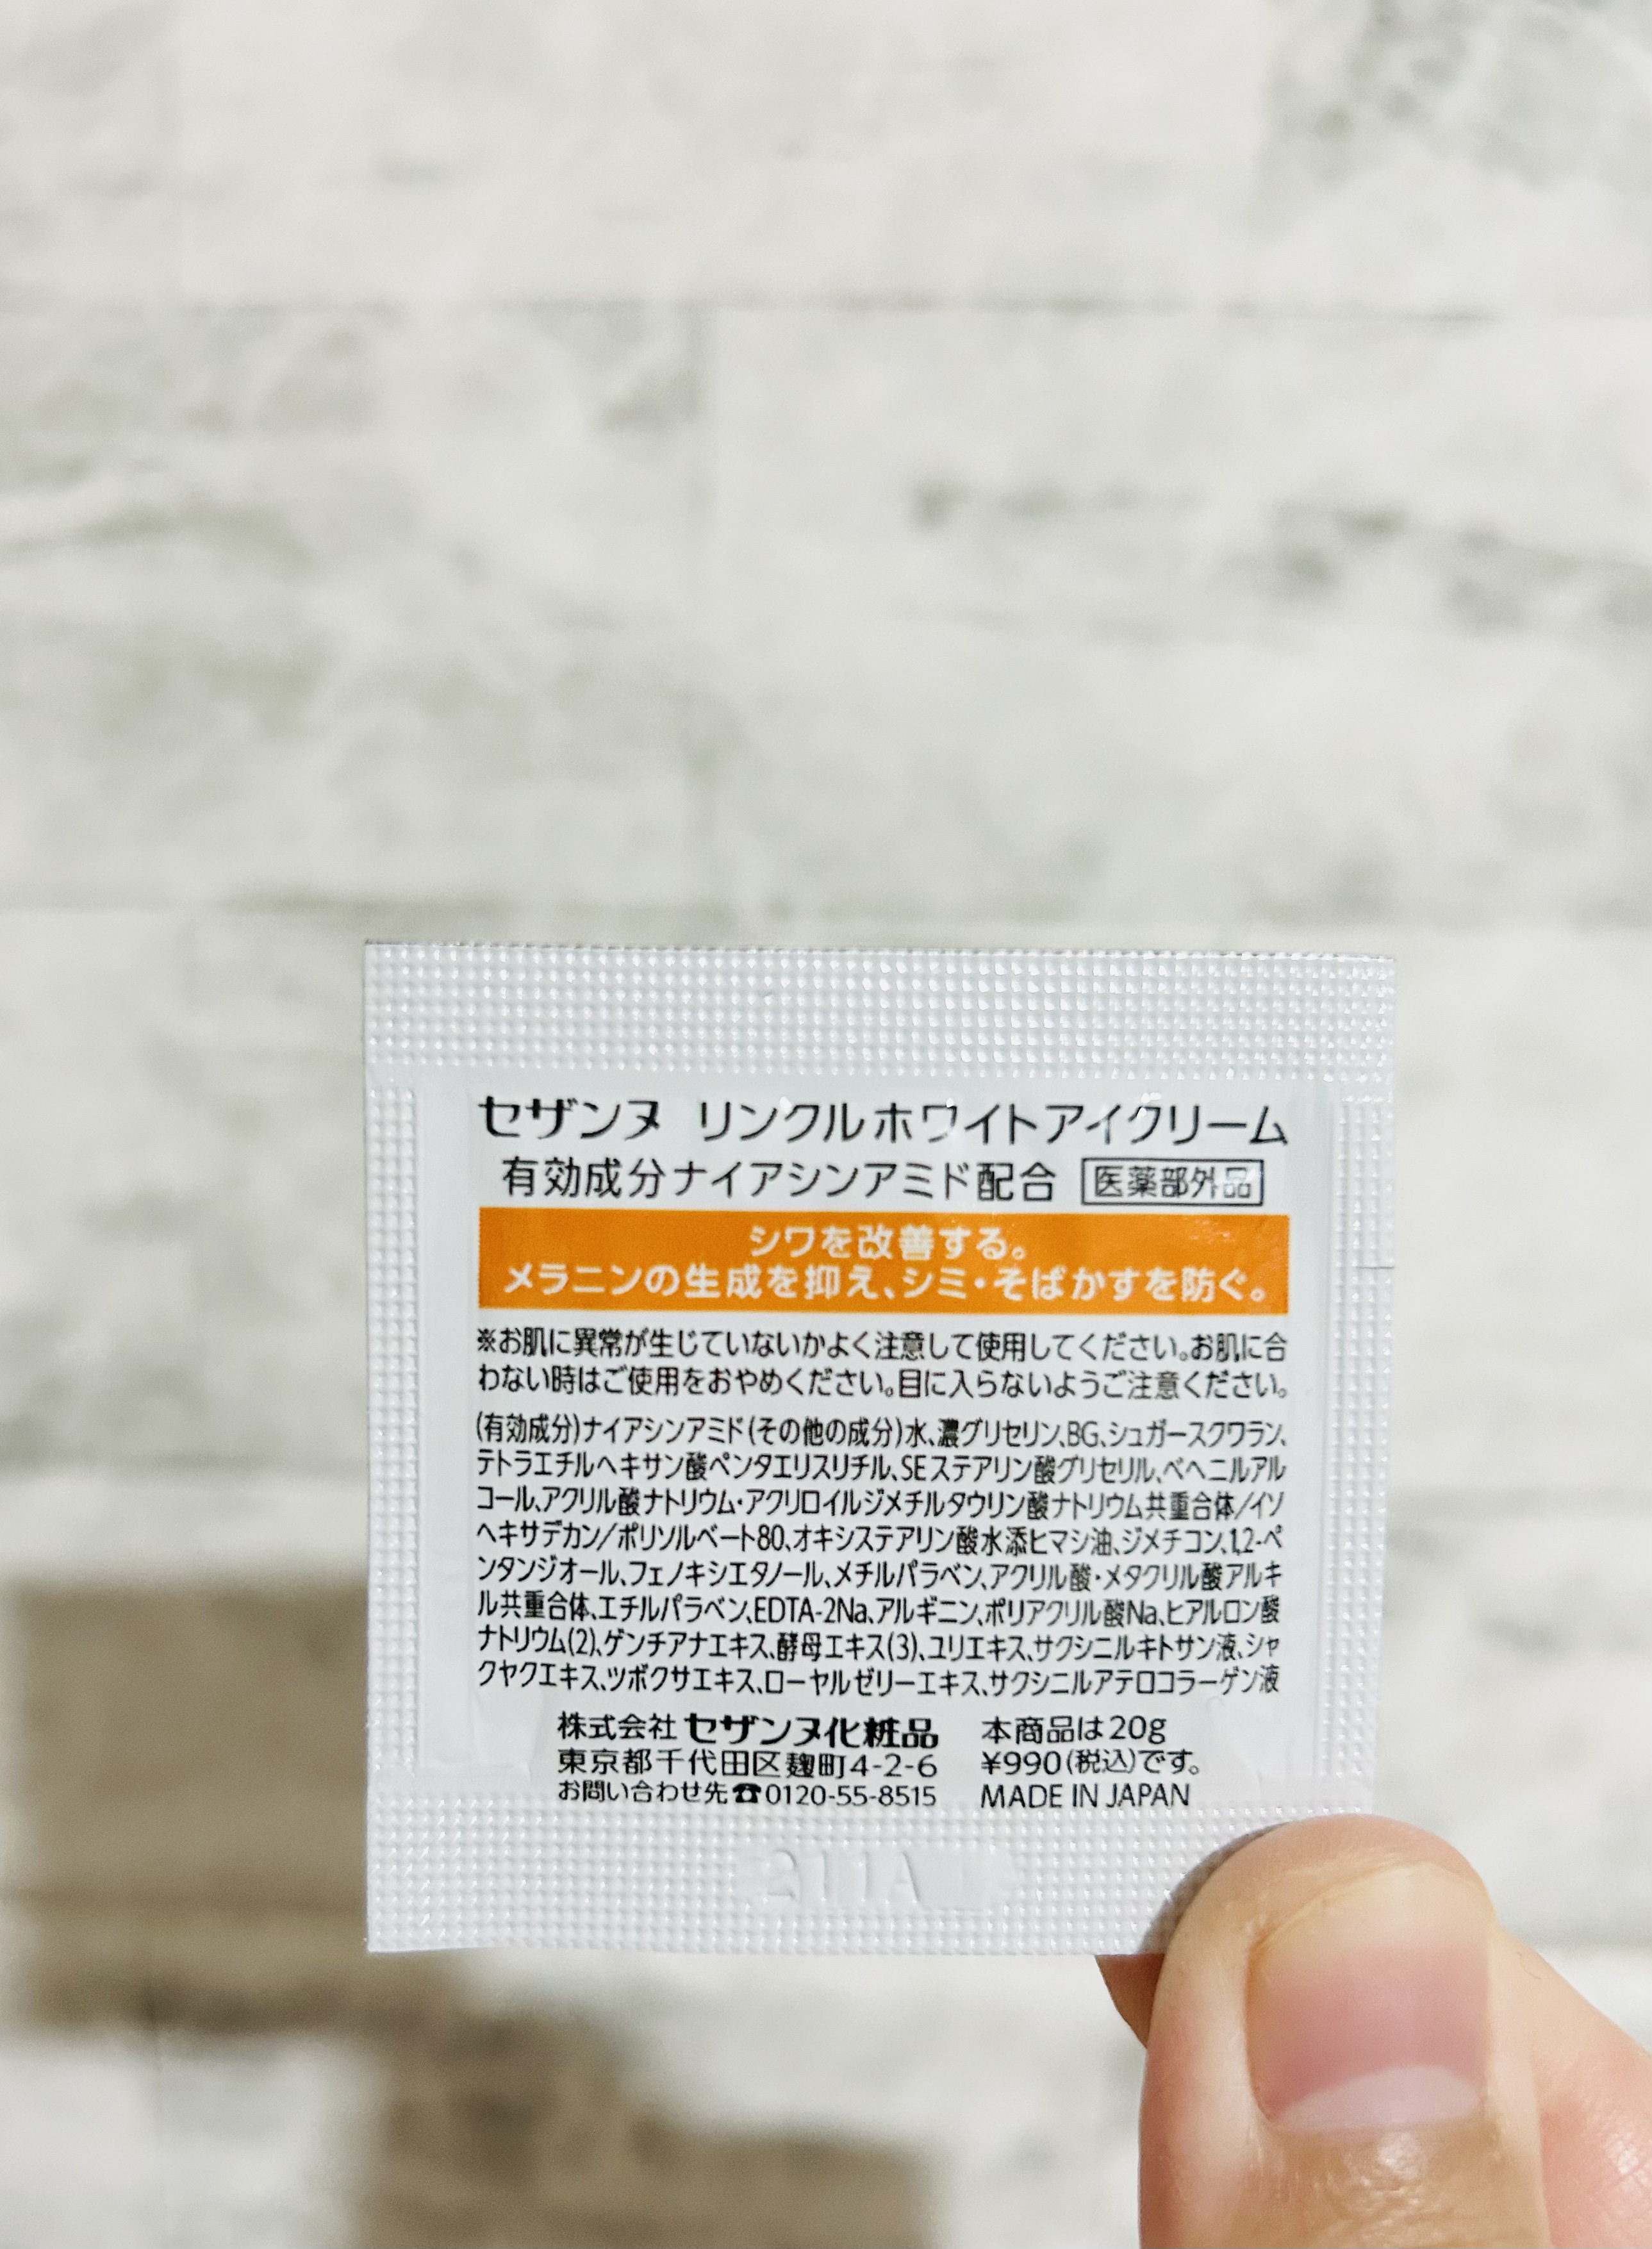 セザンヌ リンクルホワイトアイクリーム
有効成分ナイアシンアミド配合 医薬部外品
シワを改善する。
メラニンの生成を抑え、シミ・そばかすを防ぐ。
※お肌に異常が生じていないかよく注意して使用してください。お肌に合
わない時はご使用をおやめください。目に入らないようご注意ください。
(有効成分)ナイアシンアミド(その他の成分)水、濃グリセリン、BG、シュガースクワラン、
テトラエチルヘキサン酸ペンタエリスリチル、SEステアリン酸グリセリル、ベヘニルアル
コール、アクリル酸ナトリウム・アクリロイルジメチルタウリン酸ナトリウム共重合体/イソ
ヘキサデカン/ポリソルベート80、オキシステアリン酸水添ヒマシ油、ジメチコン、1,2-ペ
ンタンジオール、フェノキシエタノール、メチルパラベン、アクリル酸・メタクリル酸アルキ
ル共重合体、エチルパラベン、EDTA-2Na、アルギニン、ポリアクリル酸Na、ヒアルロン酸
ナトリウム(2)、ゲンチアナエキス、酵母エキス(3)、ユリエキス、サクシニルキトサン液、シャ
クヤクエキス、ツボクサエキス、ローヤルゼリーエキス、サクシニルアテロコラーゲン液
株式会社 セザンヌ化粧品
東京都千代田区麹町4-2-6
お問い合わせ先☎0120-55-8515
本商品は20g
¥990(税込)です。
MADE IN JAPAN